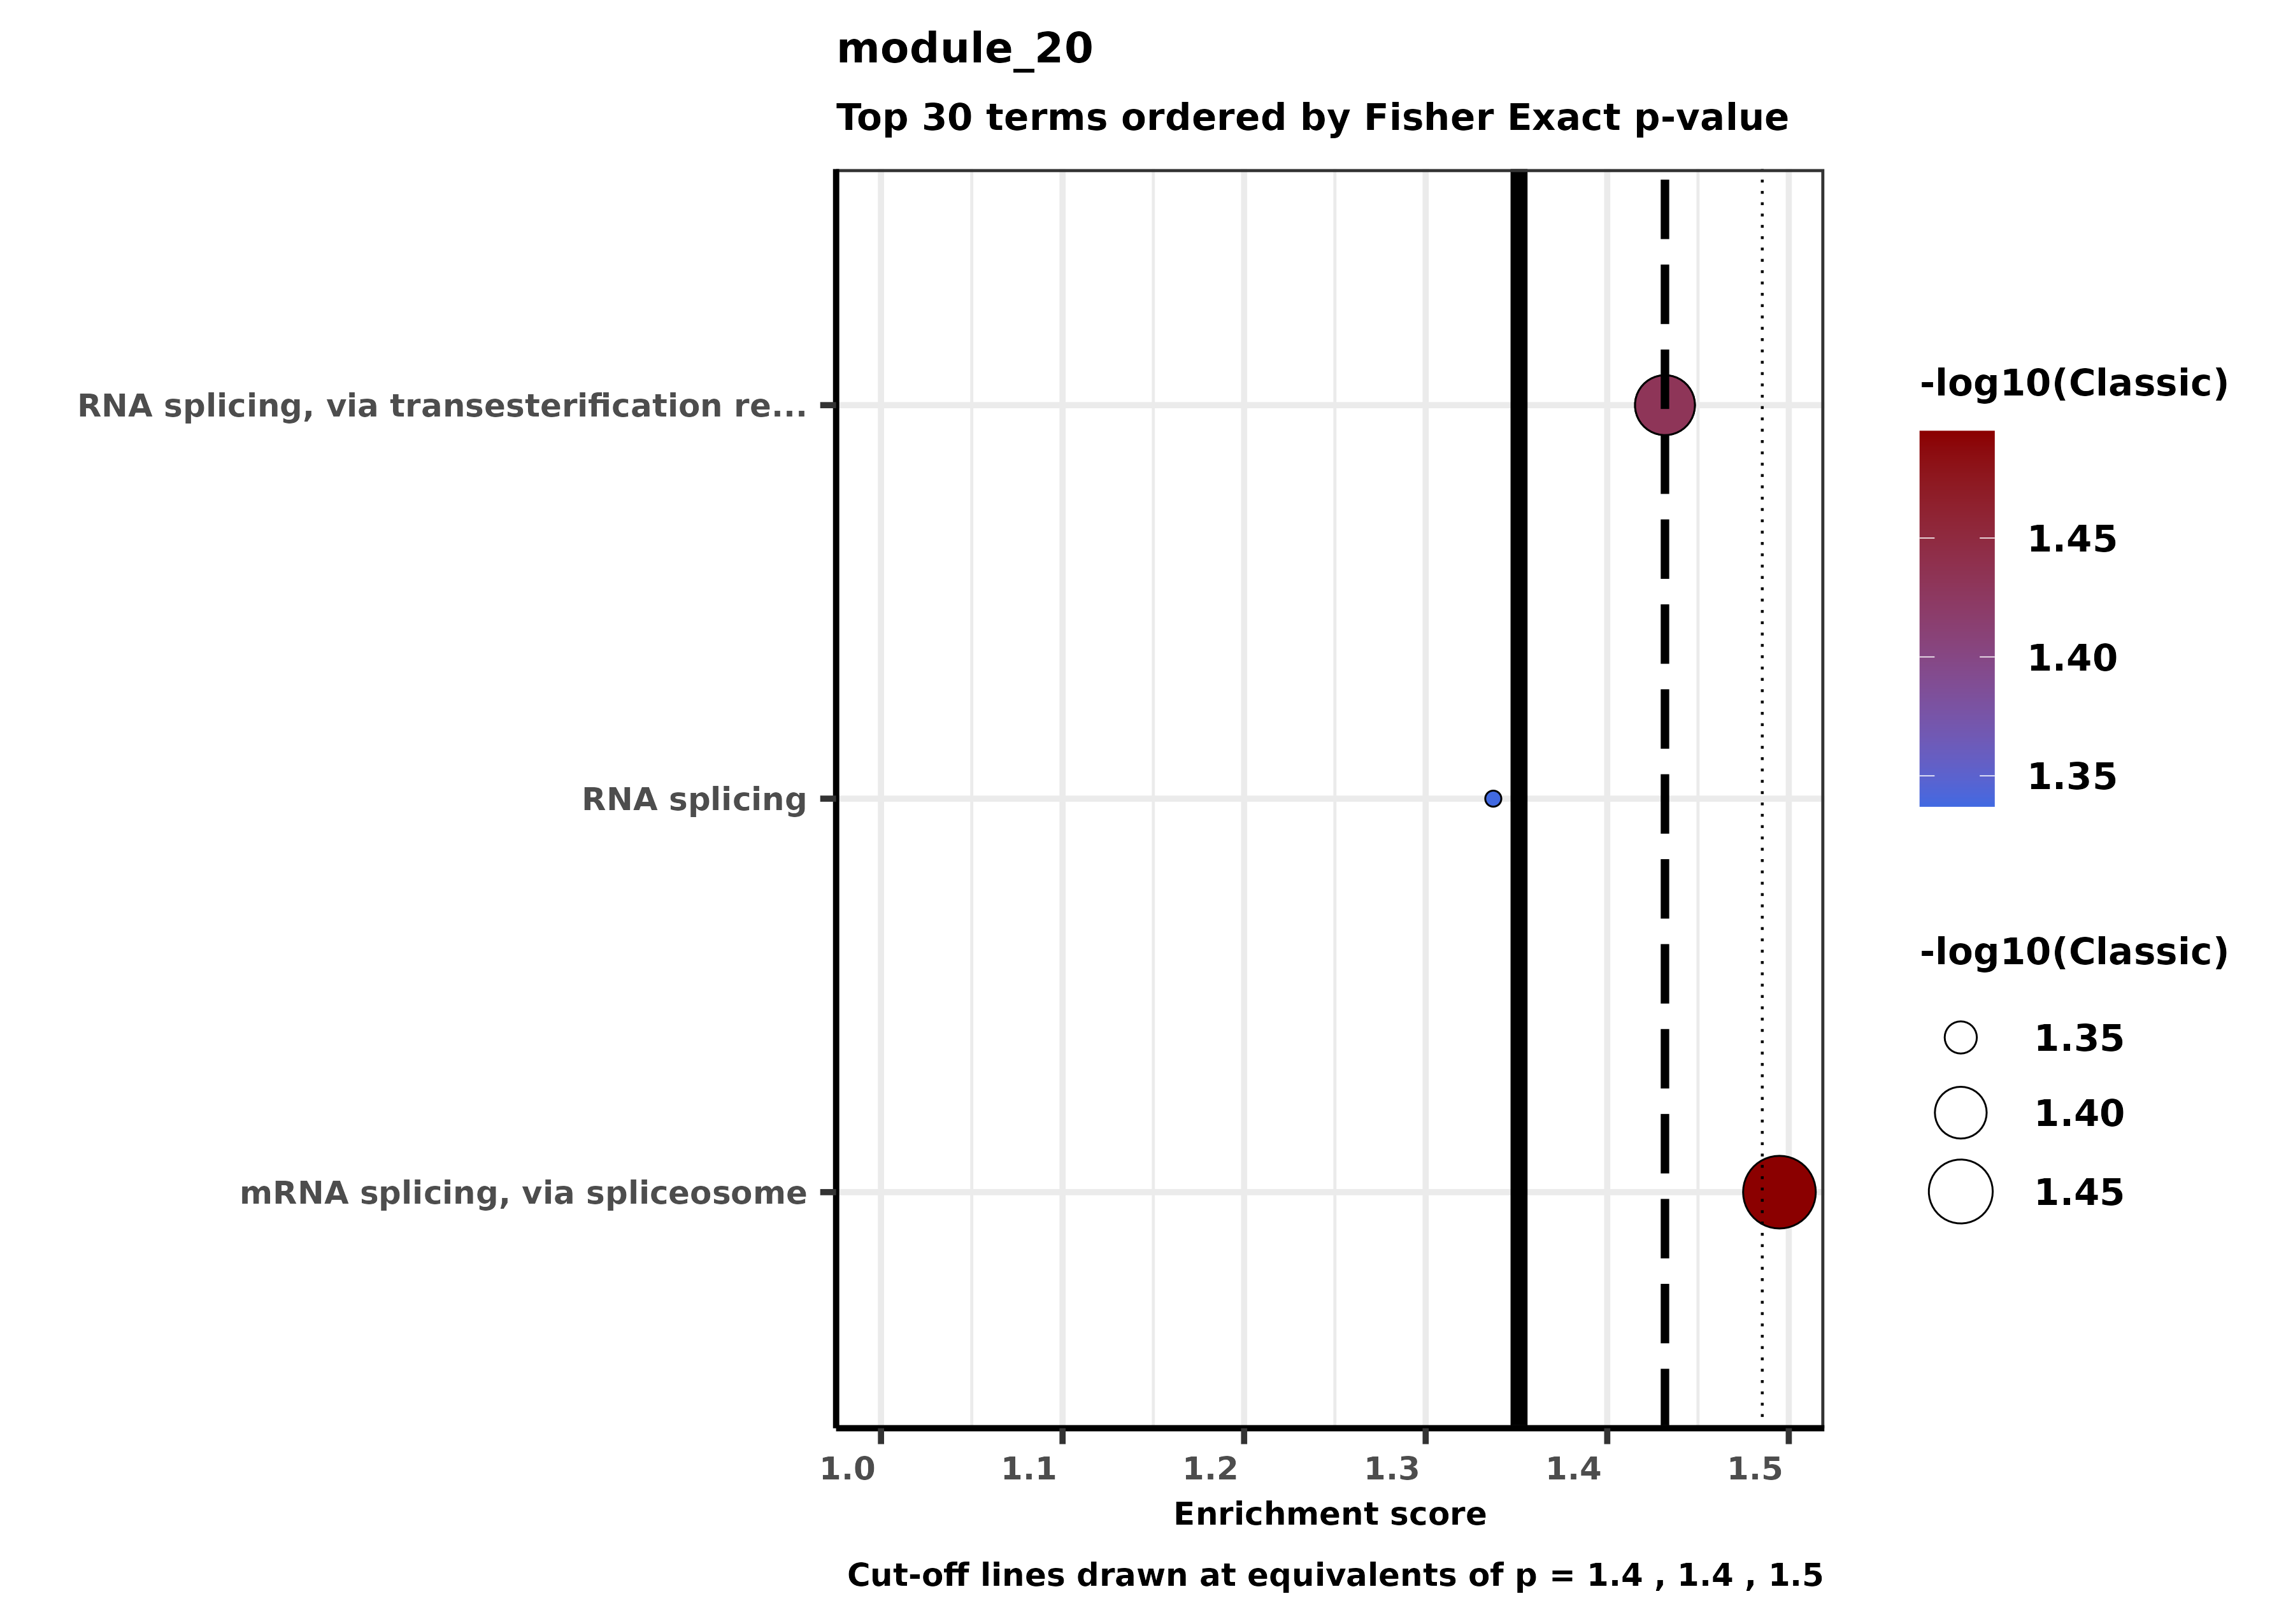 module_20
Top 30 terms ordered by Fisher Exact p-value
RNA splicing, via transesterification re...
RNA splicing
mRNA splicing, via spliceosome
1.0 1.1 1.2 1.3 1.4 1.5
Enrichment score
Cut-off lines drawn at equivalents of p = 1.4 , 1.4 , 1.5
-log10(Classic)
1.45
1.40
1.35
-log10(Classic)
1.35
1.40
1.45